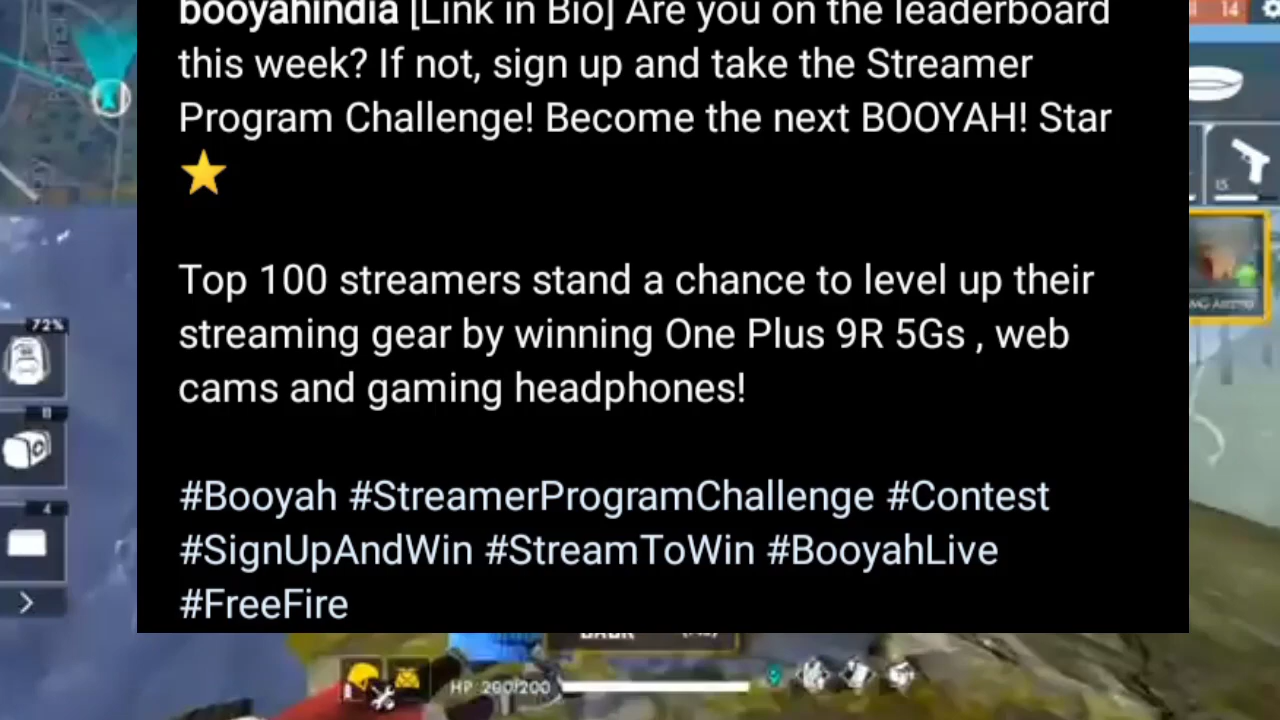 booyahindia [Link in Bio] Are you on the leaderboard
this week? If not, sign up and take the Streamer
Program Challenge! Become the next BOOYAH! Star
⭐
Top 100 streamers stand a chance to level up their
streaming gear by winning One Plus 9R 5Gs , web
cams and gaming headphones!
#Booyah #StreamerProgramChallenge #Contest
#SignUpAndWin #StreamToWin #BooyahLive
#FreeFire
14
15
72%
4
HP 200/200